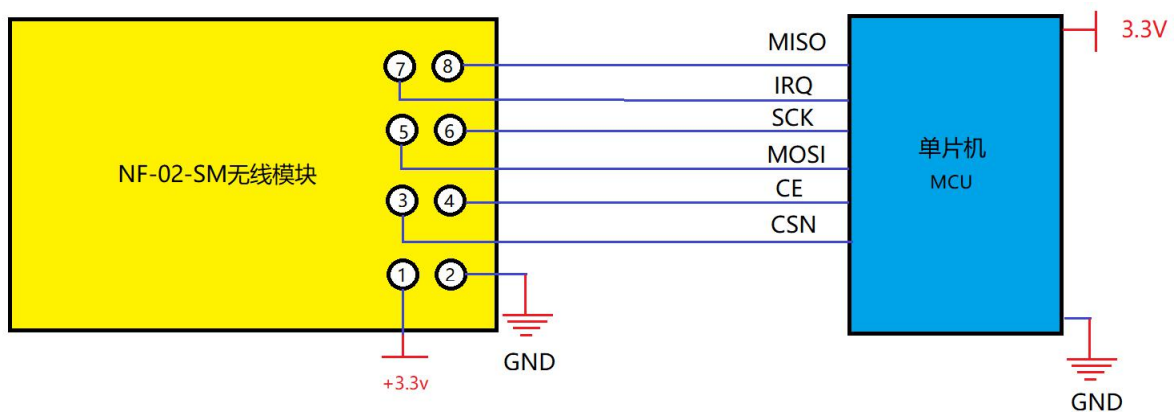 MISO
3.3V
7
8
IRQ
SCK
5
6
MOSI
NF-02-SM无线模块
单片机
MCU
CE
3
4
CSN
1
2
GND
+3.3v
GND